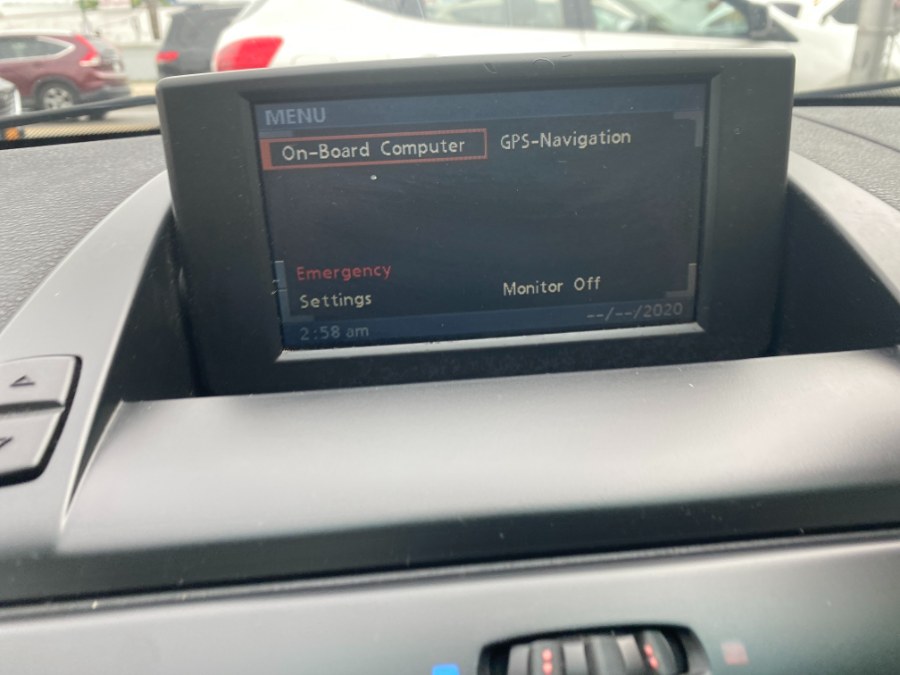 MENU
On-Board Computer GPS-Navigation
Emergency
Settings Monitor Off
2:58 am --/--/2020